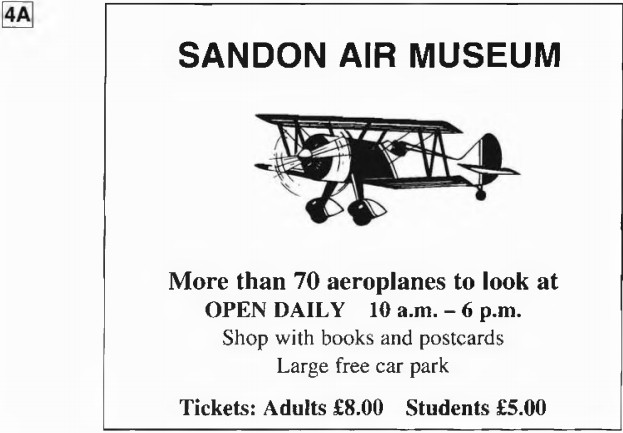 4A
SANDON AIR MUSEUM
More than 70 aeroplanes to look at
OPEN DAILY 10 a.m. – 6 p.m.
Shop with books and postcards
Large free car park
Tickets: Adults £8.00 Students £5.00